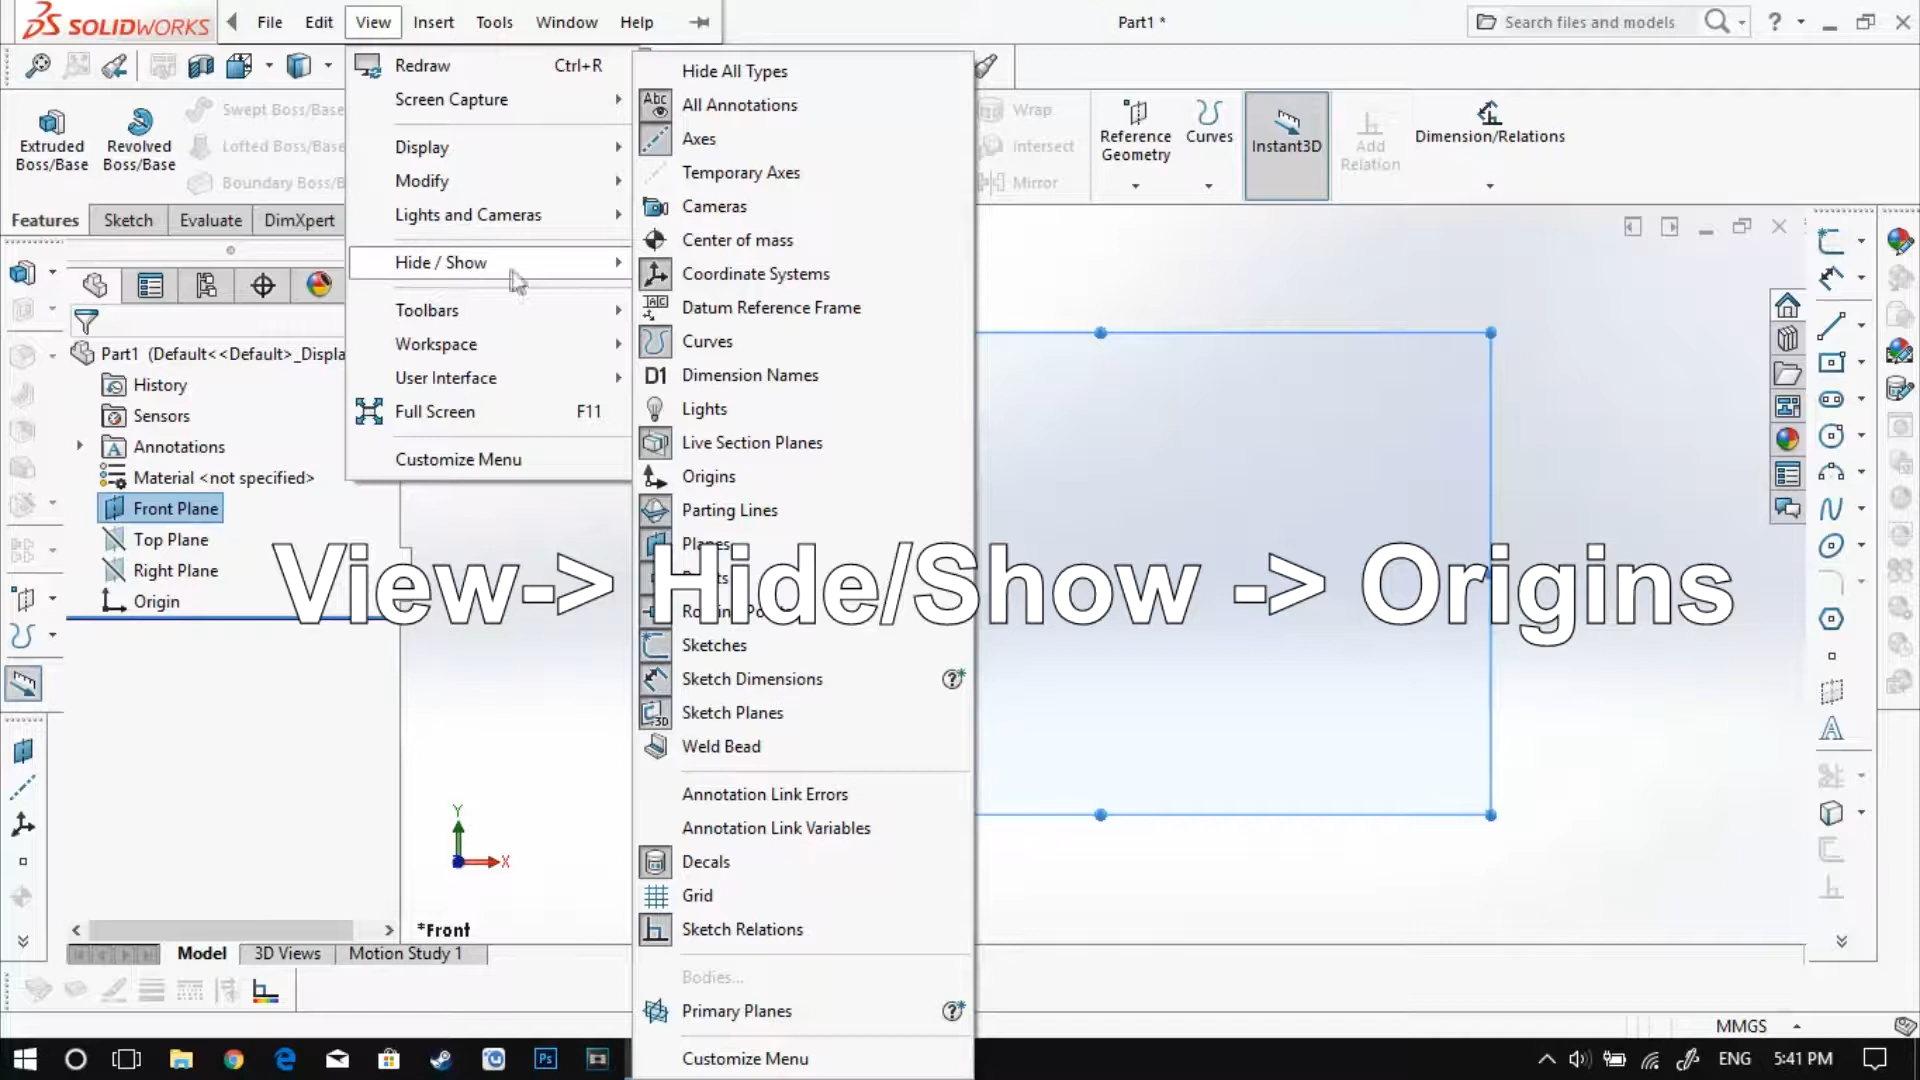 SOLIDWORKS
File Edit View Insert Tools Window Help
Part1 *
Search files and models
?
Redraw Ctrl+R
Screen Capture
Display
Modify
Lights and Cameras
Hide / Show
Toolbars
Workspace
User Interface
Full Screen F11
Customize Menu
Hide All Types
Abc All Annotations
Axes
Temporary Axes
Cameras
Center of mass
Coordinate Systems
Datum Reference Frame
Curves
D1 Dimension Names
Lights
Live Section Planes
Origins
Parting Lines
Planes
Sketches
Sketch Dimensions
Sketch Planes
Weld Bead
Annotation Link Errors
Annotation Link Variables
Decals
Grid
Sketch Relations
Bodies...
Primary Planes
Customize Menu
Extruded
Boss/Base
Revolved
Boss/Base
Swept Boss/Base
Lofted Boss/Base
Boundary Boss/B
Wrap
Intersect
Mirror
Reference
Geometry
Curves
Instant3D
Add
Relation
Dimension/Relations
Features Sketch Evaluate DimXpert
Part1 (Default<<Default>_Displa
History
Sensors
Annotations
Material <not specified>
Front Plane
Top Plane
Right Plane
Origin
View-> Hide/Show -> Origins
Y
X
*Front
Model 3D Views Motion Study 1
MMGS
Ps
ENG 5:41 PM